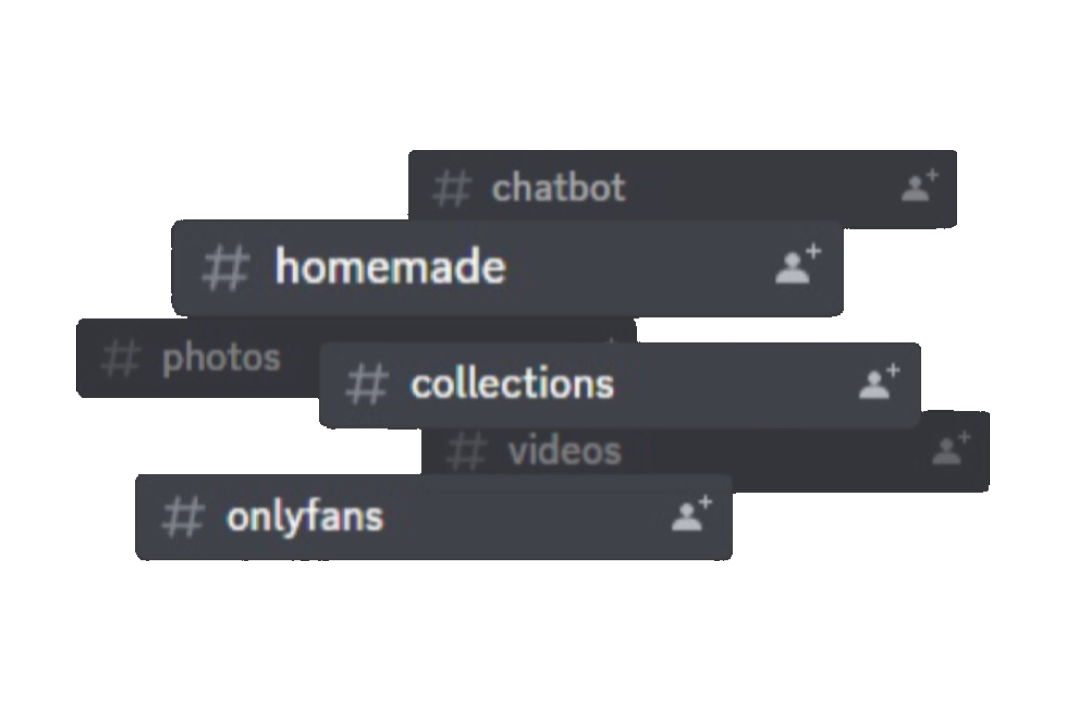 # chatbot
# homemade
# photos
# collections
# videos
# onlyfans